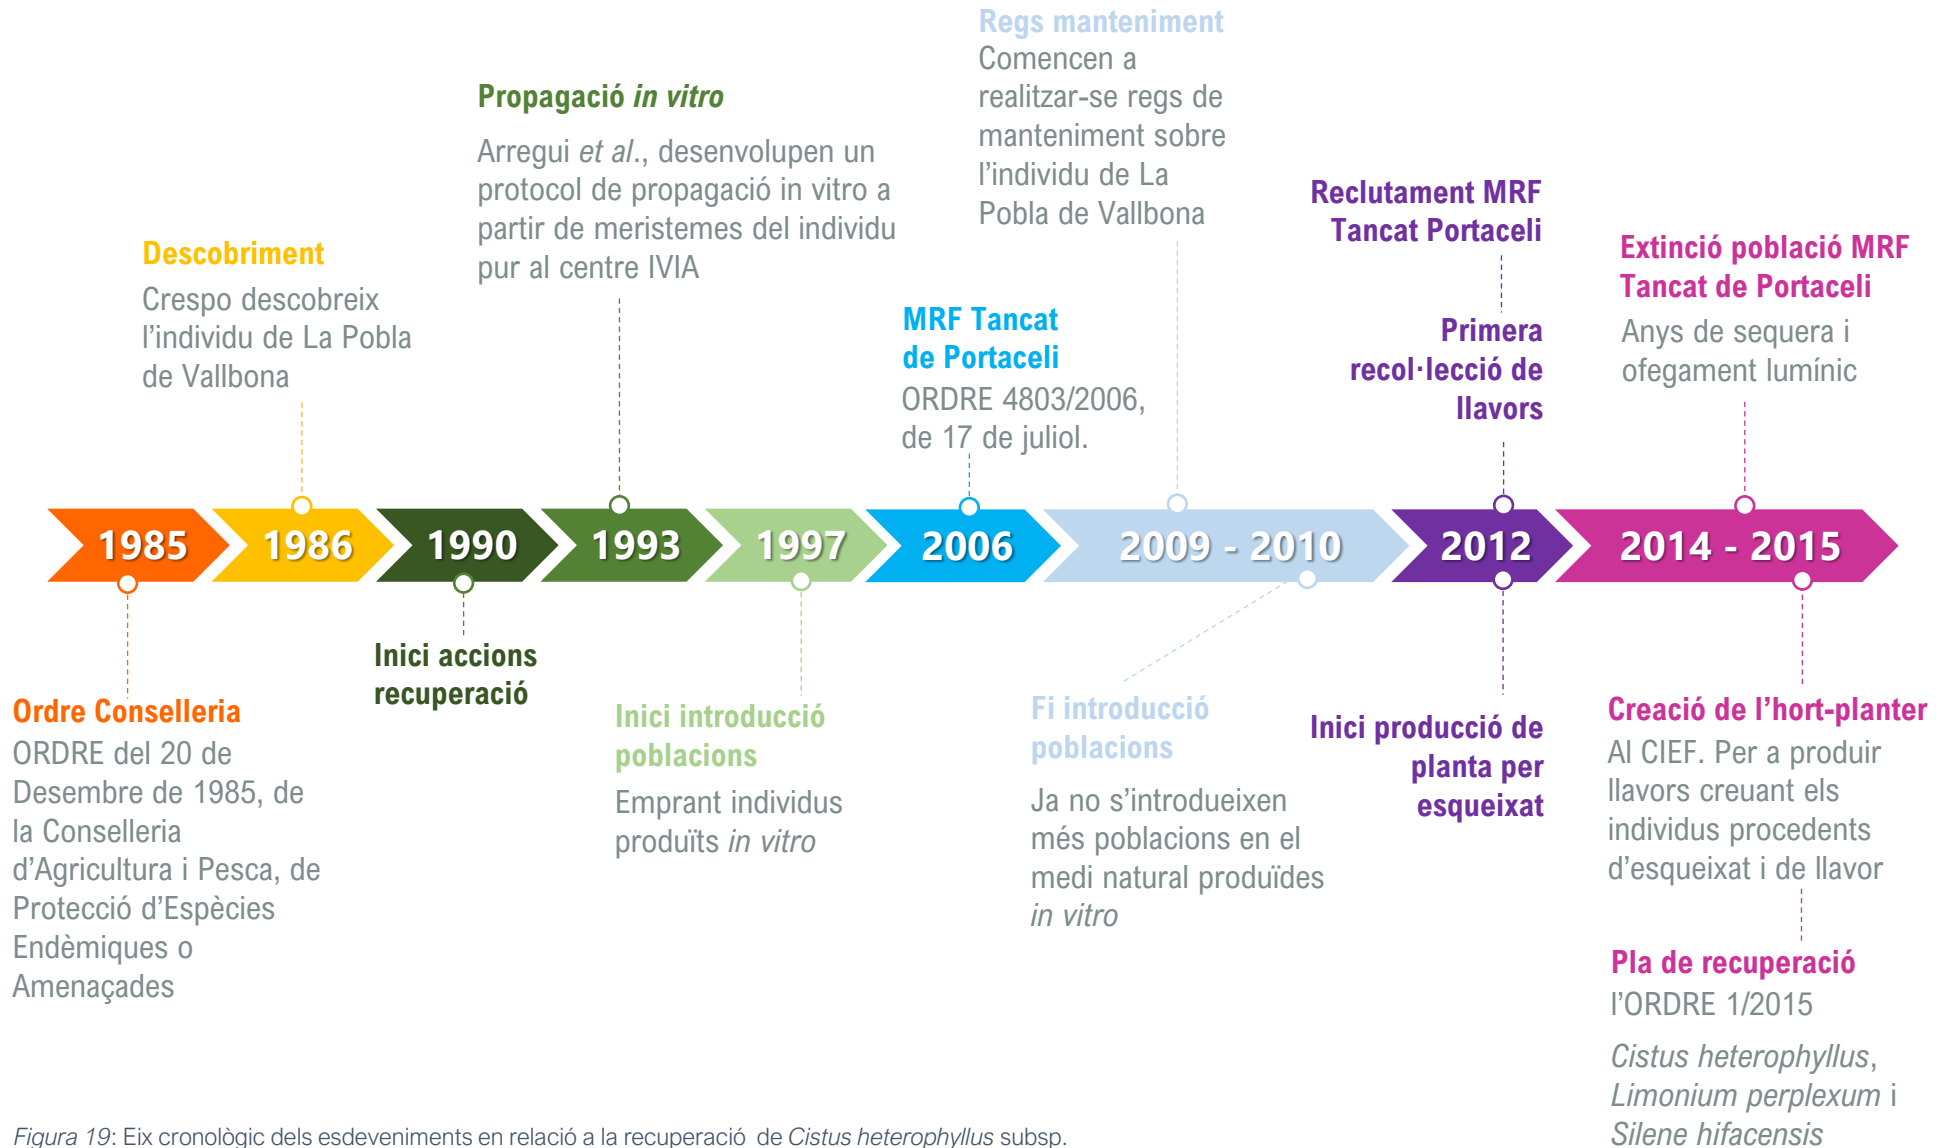 Regs manteniment
Comencen a
realitzar-se regs de
manteniment sobre
l'individu de La
Pobla de Vallbona
Propagació in vitro
Arregui et al., desenvolupen un
protocol de propagació in vitro a
partir de meristemes del individu
pur al centre IVIA
Reclutament MRF
Tancat Portaceli
Primera
recol·lecció de
llavors
Descobriment
Crespo descobreix
l'individu de La Pobla
de Vallbona
Extinció població MRF
Tancat de Portaceli
Anys de sequera i
ofegament lumínic
MRF Tancat
de Portaceli
ORDRE 4803/2006,
de 17 de juliol.
1985
1986
1990
1993
1997
2006
2009 - 2010
2012
2014 - 2015
Ordre Conselleria
ORDRE del 20 de
Desembre de 1985, de
la Conselleria
d'Agricultura i Pesca, de
Protecció d'Espècies
Endèmiques o
Amenaçades
Inici accions
recuperació
Inici introducció
poblacions
Emprant individus
produïts in vitro
Fi introducció
poblacions
Ja no s'introdueixen
més poblacions en el
medi natural produïdes
in vitro
Inici producció de
planta per
esqueixat
Creació de l'hort-planter
Al CIEF. Per a produir
llavors creuant els
individus procedents
d'esqueixat i de llavor
Pla de recuperació
l'ORDRE 1/2015
Cistus heterophyllus,
Limonium perplexum i
Silene hifacensis
Figura 19: Eix cronològic dels esdeveniments en relació a la recuperació de Cistus heterophyllus subsp.